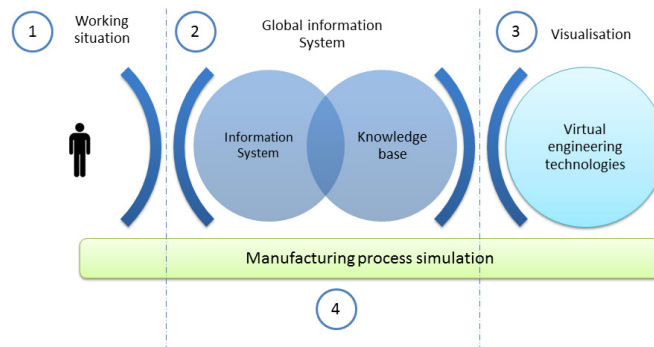 1
Working
situation
2
Global information
System
3
Visualisation
Information
System
Knowledge
base
Virtual
engineering
technologies
Manufacturing process simulation
4